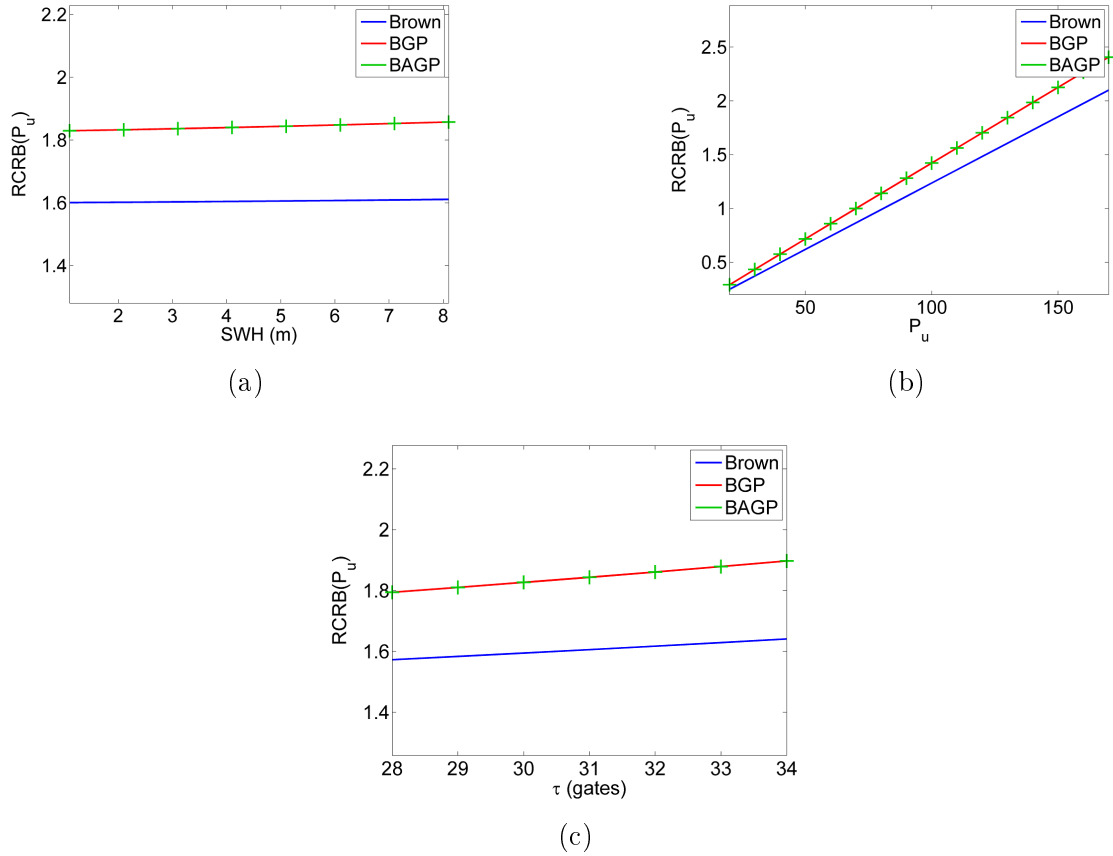 2.2
2
1.8
1.6
1.4
RCRB(P_u)
Brown
BGP
BAGP
2 3 4 5 6 7 8
SWH (m)
(a)
2.5
2
1.5
1
0.5
RCRB(P_u)
Brown
BGP
BAGP
50 100 150
P_u
(b)
2.2
2
1.8
1.6
1.4
RCRB(P_u)
Brown
BGP
BAGP
28 29 30 31 32 33 34
τ (gates)
(c)